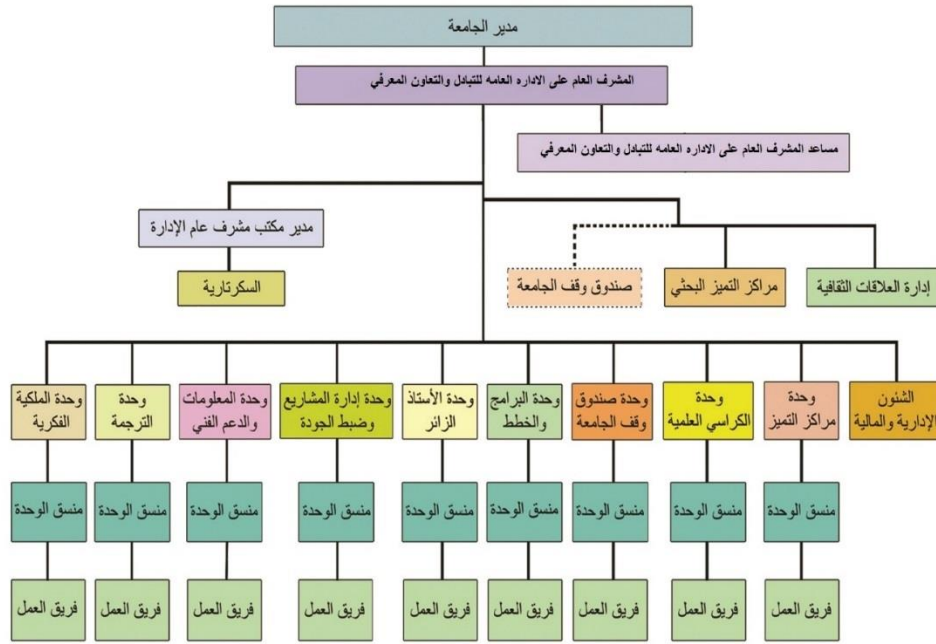 مدير الجامعة
المشرف العام على الاداره العامه للتبادل والتعاون المعرفي
مساعد المشرف العام على الاداره العامه للتبادل والتعاون المعرفي
مدير مكتب مشرف عام الإدارة
السكرتارية
إدارة العلاقات الثقافية
مراكز التميز البحثي
صندوق وقف الجامعة
الشئون
الإدارية والمالية
وحدة
مراكز التميز
وحدة
الكراسي العلمية
وحدة صندوق
وقف الجامعة
وحدة البرامج
والخطط
وحدة الأستاذ
الزائر
وحدة إدارة المشاريع
وضبط الجودة
وحدة المعلومات
والدعم الفني
وحدة
الترجمة
وحدة الملكية
الفكرية
منسق الوحدة
منسق الوحدة
منسق الوحدة
منسق الوحدة
منسق الوحدة
منسق الوحدة
منسق الوحدة
منسق الوحدة
منسق الوحدة
فريق العمل
فريق العمل
فريق العمل
فريق العمل
فريق العمل
فريق العمل
فريق العمل
فريق العمل
فريق العمل